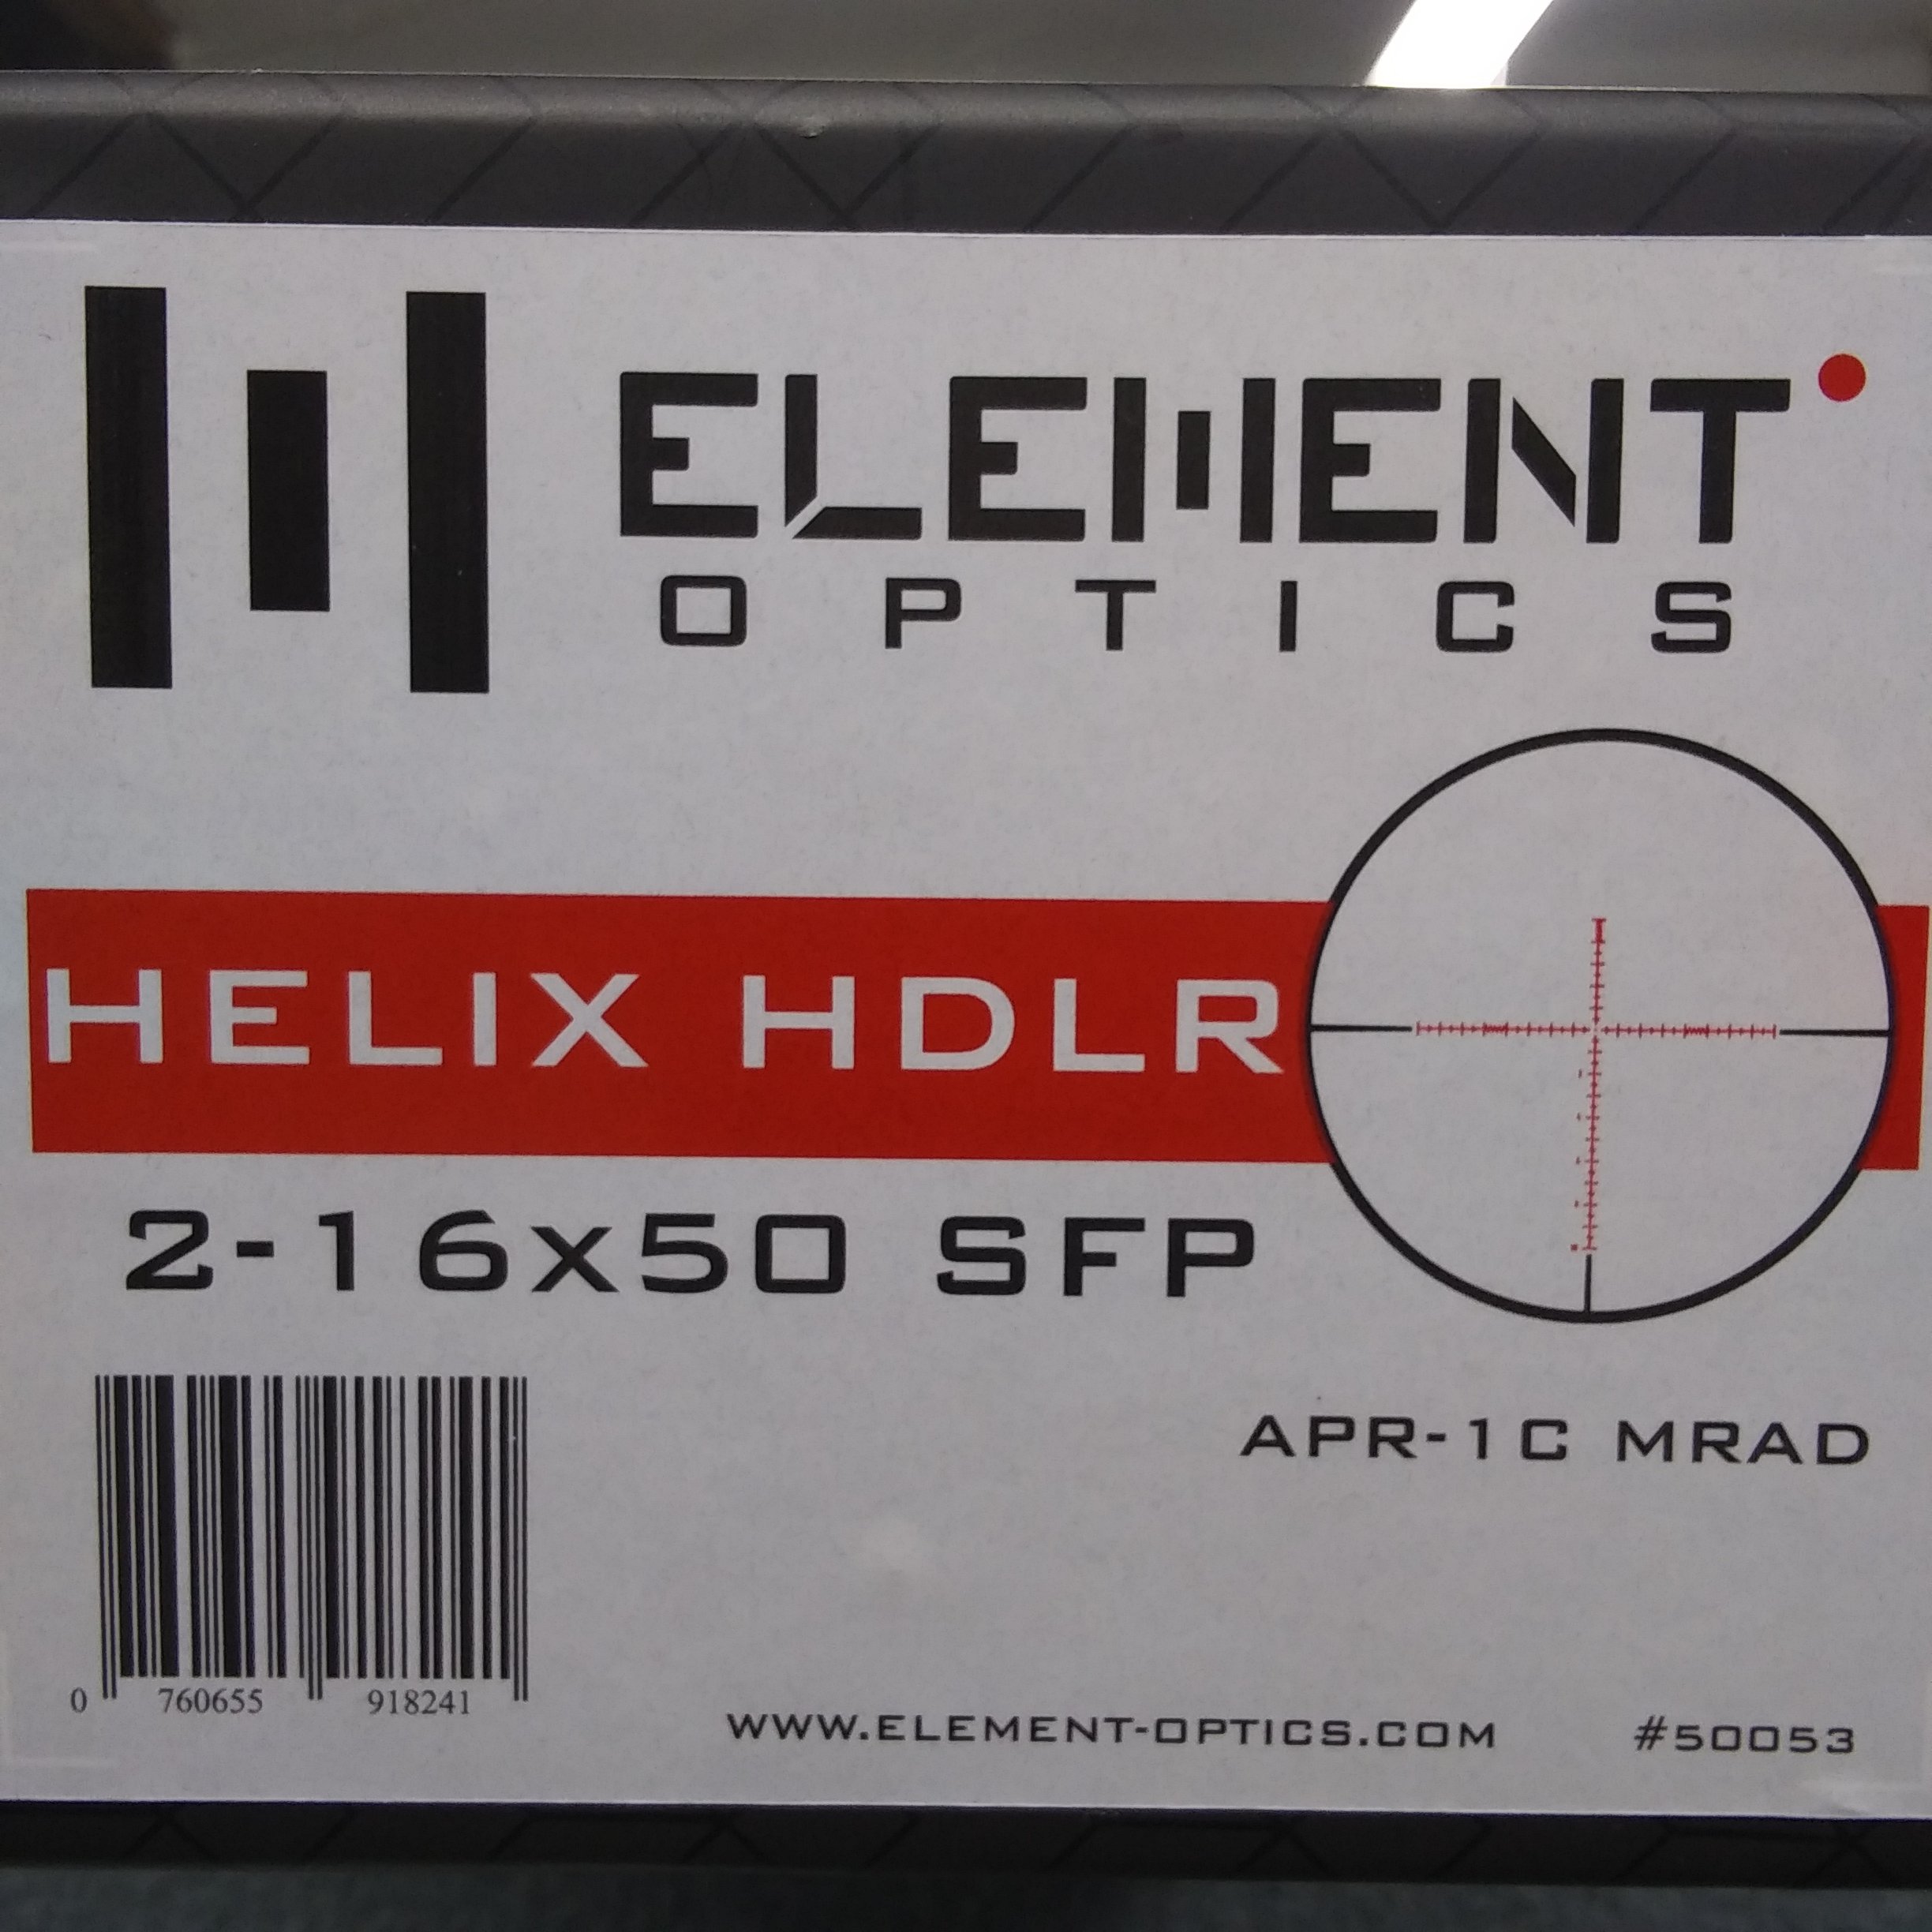 ELEMENT
OPTICS
HELIX HDLR
2-16x50 SFP
APR-1C MRAD
0 760655 918241
WWW.ELEMENT-OPTICS.COM #50053